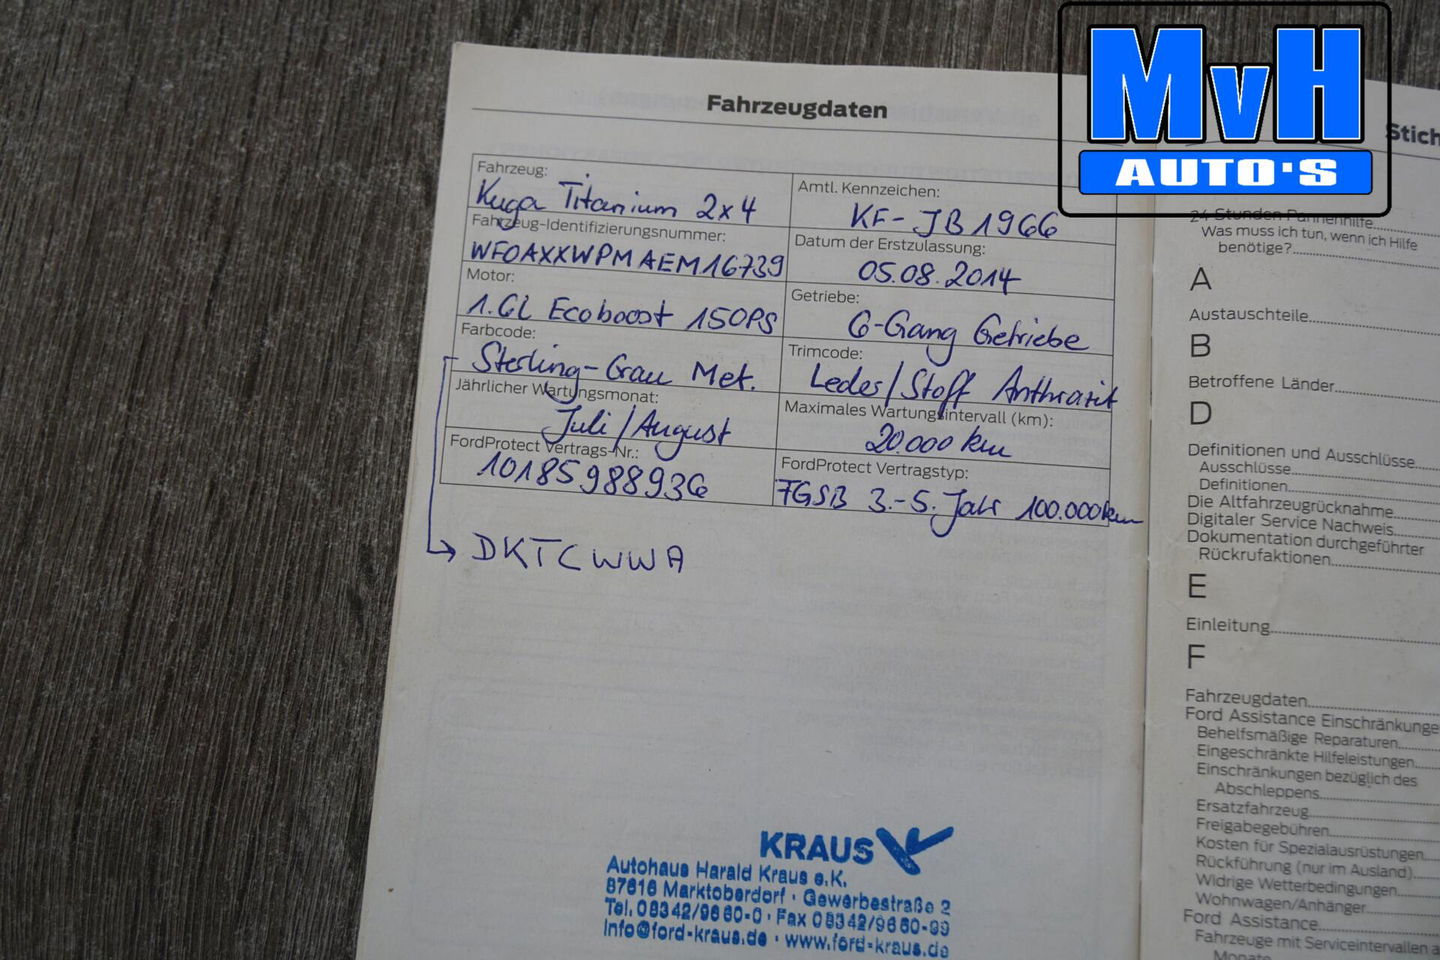 MvH
AUTO'S
Fahrzeugdaten
Fahrzeug:
Kuga Titanium 2x4
Amtl. Kennzeichen:
KF-JB 1966
Fahrzeug-Identifizierungsnummer:
WF0AXXWPMAEM16739
Datum der Erstzulassung:
05.08.2014
Motor:
1.6L Ecoboost 150PS
Getriebe:
6-Gang Getriebe
Farbcode:
Sterling-Grau Met.
Trimcode:
Leder/Stoff Anthrazit
Jährlicher Wartungsmonat:
Juli/August
Maximales Wartungsintervall (km):
20.000 km
FordProtect Vertrags-Nr.:
10185988936
FordProtect Vertragstyp:
FGSB 3.-5. Jahr 100.000km
DKTCWWA
KRAUS
Autohaus Harald Kraus e.K.
87616 Marktoberdorf · Gewerbestraße 2
Tel. 08342/9660-0 · Fax 08342/9660-99
Info@ford-kraus.de · www.ford-kraus.de
Stich
24 Stunden Pannenhilfe
Was muss ich tun, wenn ich Hilfe
benötige?
A
Austauschteile
B
Betroffene Länder
D
Definitionen und Ausschlüsse
Ausschlüsse
Definitionen
Die Altfahrzeugrücknahme
Digitaler Service Nachweis
Dokumentation durchgeführter
Rückrufaktionen
E
Einleitung
F
Fahrzeugdaten
Ford Assistance Einschränkunge
Behelfsmäßige Reparaturen
Eingeschränkte Hilfeleistungen
Einschränkungen bezüglich des
Abschleppens
Ersatzfahrzeug
Freigabegebühren
Kosten für Spezialausrüstungen
Rückführung (nur im Ausland)
Widrige Wetterbedingungen
Wohnwagen/Anhänger
Ford Assistance
Fahrzeuge mit Serviceintervallen a
Monate